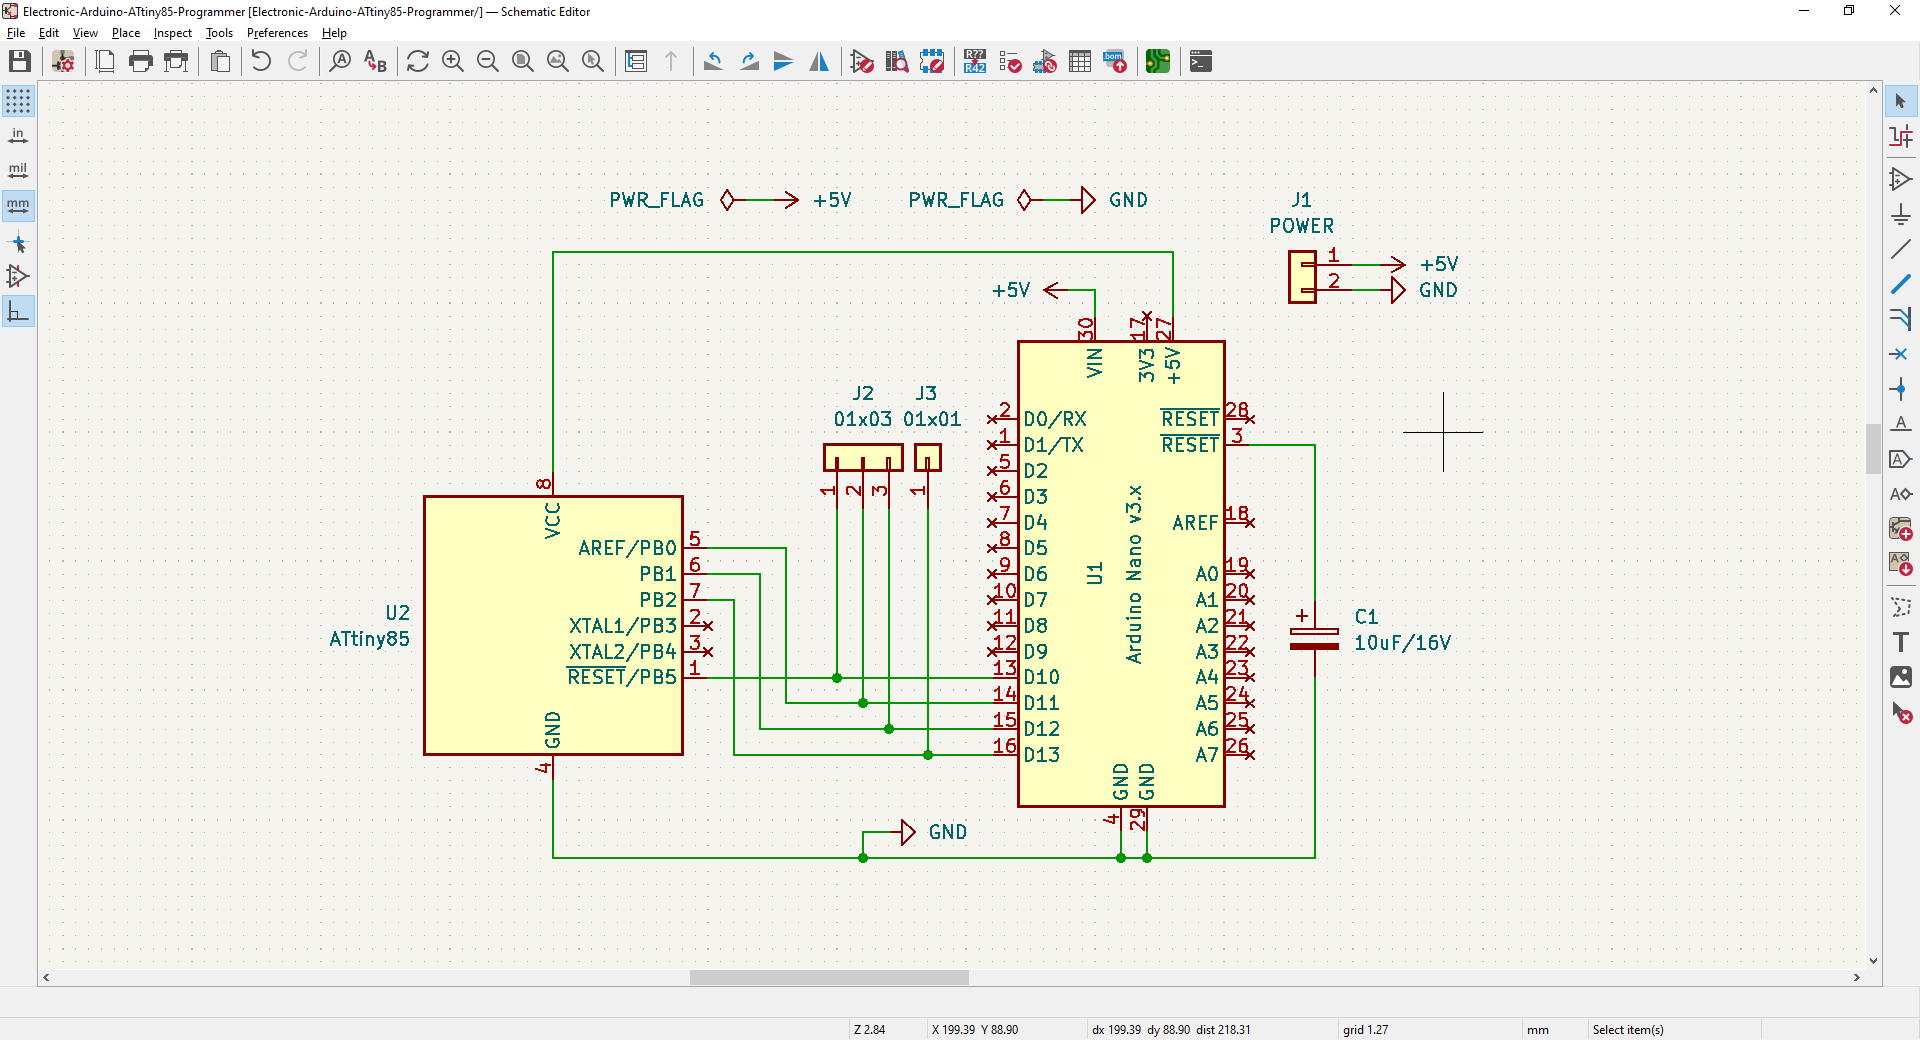 Electronic-Arduino-ATtiny85-Programmer [Electronic-Arduino-ATtiny85-Programmer/] — Schematic Editor
File Edit View Place Inspect Tools Preferences Help
A A B R?? R42 bom >_
in
mil
mm
PWR_FLAG +5V PWR_FLAG GND
J1
POWER
1 +5V
2 GND
+5V
30 17 27
VIN 3V3 +5V
J2 J3
01x03 01x01
1 2 3 1
2 D0/RX RESET 28
1 D1/TX RESET 3
5 D2
6 D3
7 D4 AREF 18
8 D5
9 D6 A0 19
10 D7 A1 20
11 D8 A2 21
12 D9 A3 22
13 D10 A4 23
14 D11 A5 24
15 D12 A6 25
16 D13 A7 26
U1
Arduino Nano v3.x
GND GND
4 29
8
VCC
AREF/PB0 5
PB1 6
PB2 7
XTAL1/PB3 2
XTAL2/PB4 3
RESET/PB5 1
U2
ATtiny85
GND
4
+ C1
10uF/16V
GND
A
A
A
A
T
Z 2.84 X 199.39 Y 88.90 dx 199.39 dy 88.90 dist 218.31 grid 1.27 mm Select item(s)